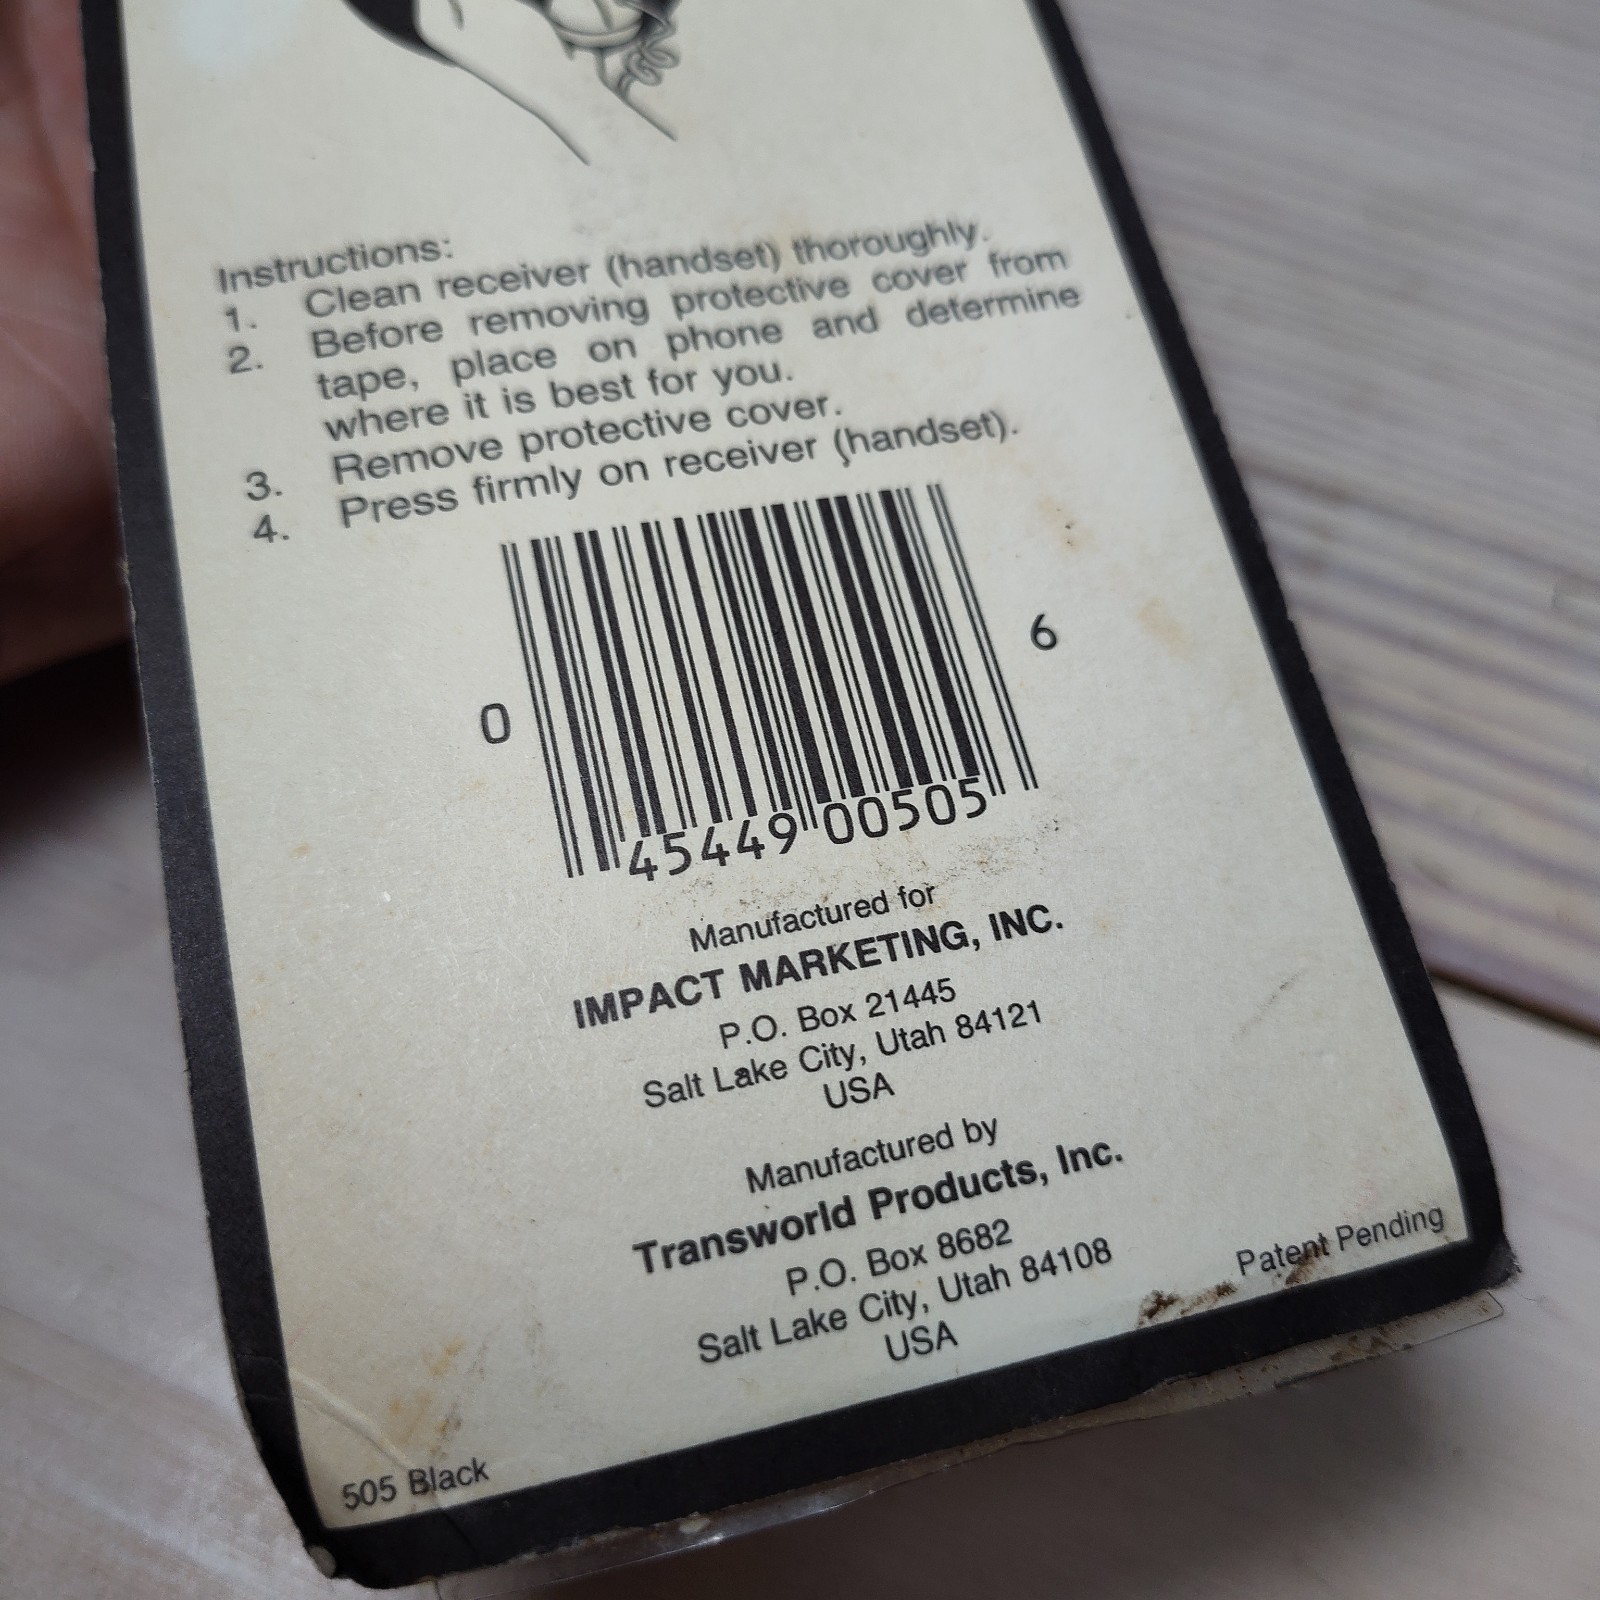 Instructions:
1. Clean receiver (handset) thoroughly.
2. Before removing protective cover from
tape, place on phone and determine
where it is best for you.
3. Remove protective cover.
4. Press firmly on receiver (handset).
0 45449 00505 6
Manufactured for
IMPACT MARKETING, INC.
P.O. Box 21445
Salt Lake City, Utah 84121
USA
Manufactured by
Transworld Products, Inc.
P.O. Box 8682
Salt Lake City, Utah 84108
USA
Patent Pending
505 Black